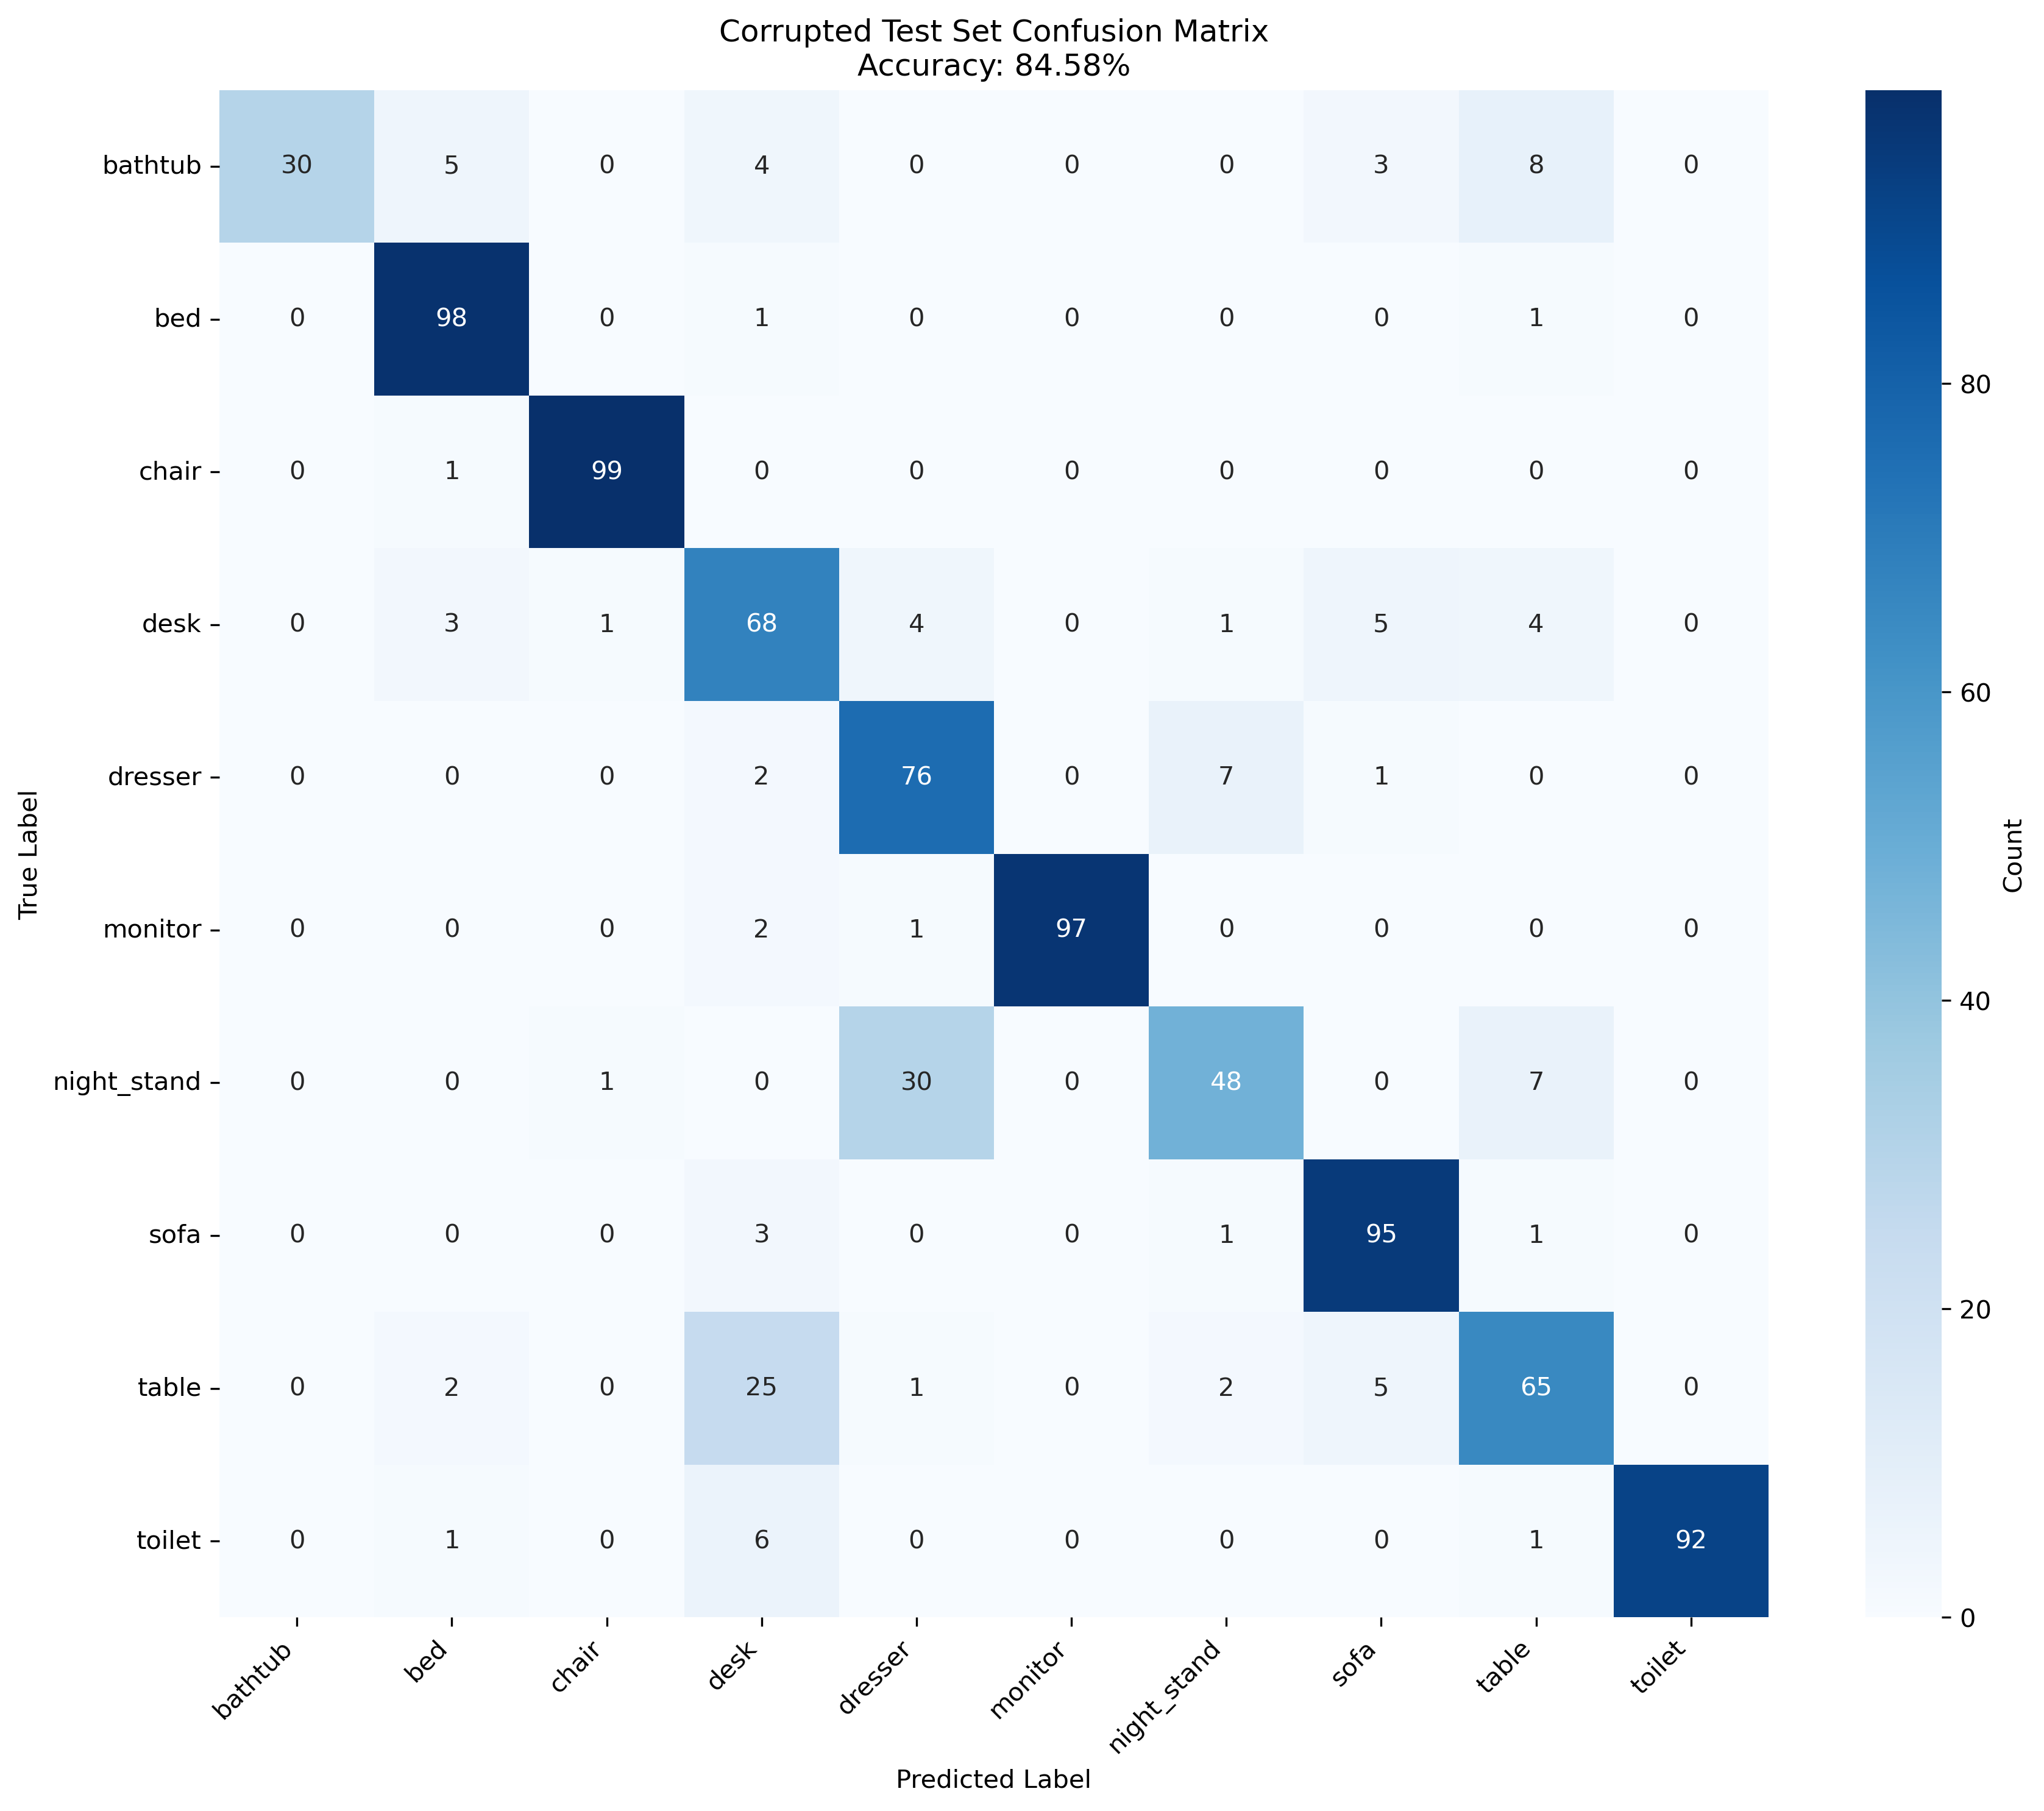 Corrupted Test Set Confusion Matrix
Accuracy: 84.58%
bathtub 30 5 0 4 0 0 0 3 8 0
bed 0 98 0 1 0 0 0 0 1 0
chair 0 1 99 0 0 0 0 0 0 0
desk 0 3 1 68 4 0 1 5 4 0
dresser 0 0 0 2 76 0 7 1 0 0
monitor 0 0 0 2 1 97 0 0 0 0
night_stand 0 0 1 0 30 0 48 0 7 0
sofa 0 0 0 3 0 0 1 95 1 0
table 0 2 0 25 1 0 2 5 65 0
toilet 0 1 0 6 0 0 0 0 1 92
bathtub bed chair desk dresser monitor night_stand sofa table toilet
Predicted Label
True Label
80
60
40
20
0
Count